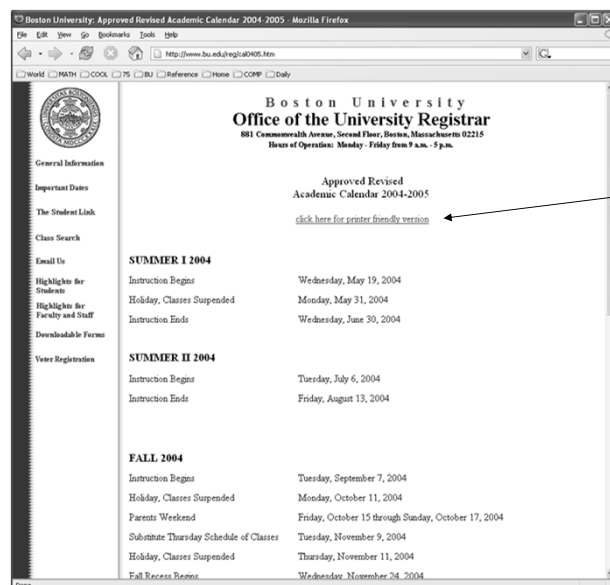 Boston University: Approved Revised Academic Calendar 2004-2005 - Mozilla Firefox
File Edit View Go Bookmarks Tools Help
http://www.bu.edu/reg/cal0405.htm
World MATH COOL 75 BU Reference Home COMP Daily
Boston University
Office of the University Registrar
881 Commonwealth Avenue, Second Floor, Boston, Massachusetts 02215
Hours of Operation: Monday - Friday from 9 a.m. - 5 p.m.
General Information
Important Dates
The Student Link
Class Search
Email Us
Highlights for
Students
Highlights for
Faculty and Staff
Downloadable Forms
Voter Registration
Approved Revised
Academic Calendar 2004-2005
click here for printer friendly version
SUMMER I 2004
Instruction Begins Wednesday, May 19, 2004
Holiday, Classes Suspended Monday, May 31, 2004
Instruction Ends Wednesday, June 30, 2004
SUMMER II 2004
Instruction Begins Tuesday, July 6, 2004
Instruction Ends Friday, August 13, 2004
FALL 2004
Instruction Begins Tuesday, September 7, 2004
Holiday, Classes Suspended Monday, October 11, 2004
Parents Weekend Friday, October 15 through Sunday, October 17, 2004
Substitute Thursday Schedule of Classes Tuesday, November 9, 2004
Holiday, Classes Suspended Thursday, November 11, 2004
Fall Recess Begins Wednesday, November 24, 2004
Done